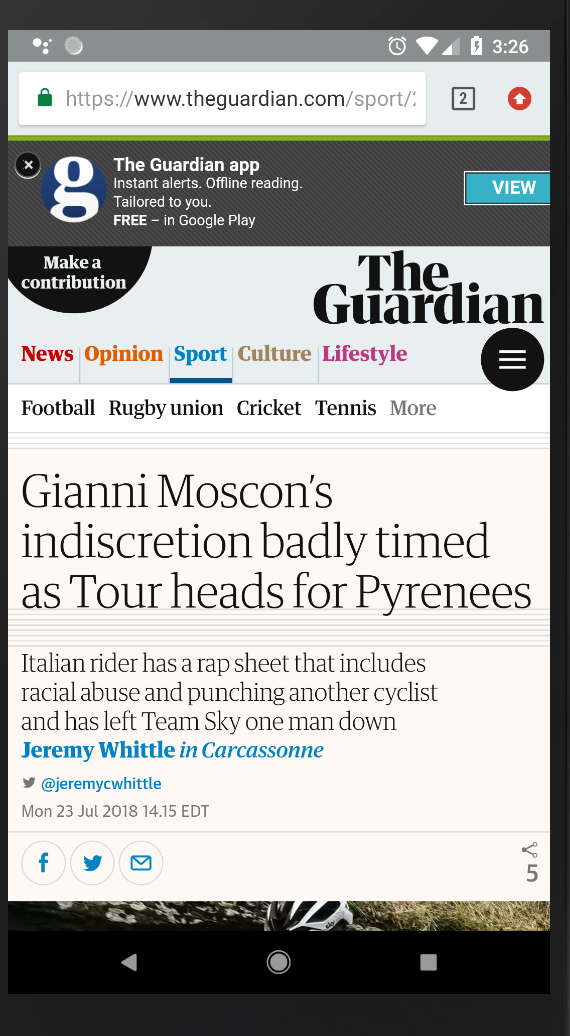 3:26
https://www.theguardian.com/sport/
2
The Guardian app
Instant alerts. Offline reading.
Tailored to you.
FREE – in Google Play
VIEW
Make a
contribution
The
Guardian
News Opinion Sport Culture Lifestyle
Football Rugby union Cricket Tennis More
Gianni Moscon’s
indiscretion badly timed
as Tour heads for Pyrenees
Italian rider has a rap sheet that includes
racial abuse and punching another cyclist
and has left Team Sky one man down
Jeremy Whittle in Carcassonne
@jeremycwhittle
Mon 23 Jul 2018 14.15 EDT
5